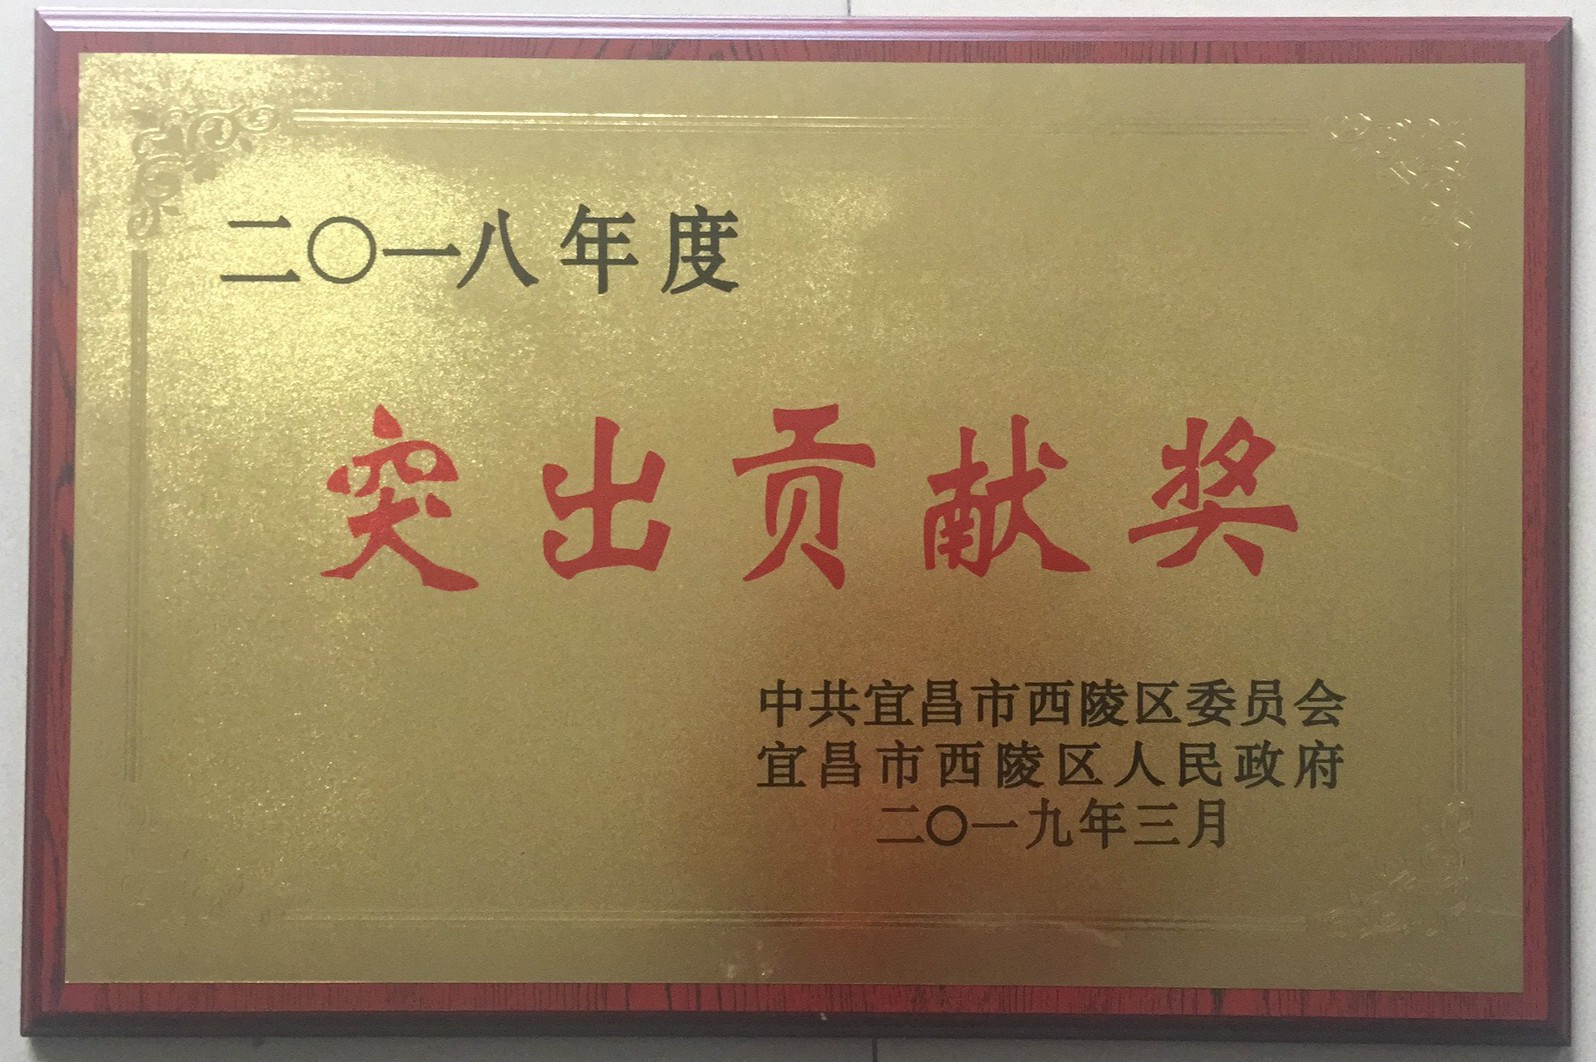 二〇一八年度
突出贡献奖
中共宜昌市西陵区委员会
宜昌市西陵区人民政府
二〇一九年三月